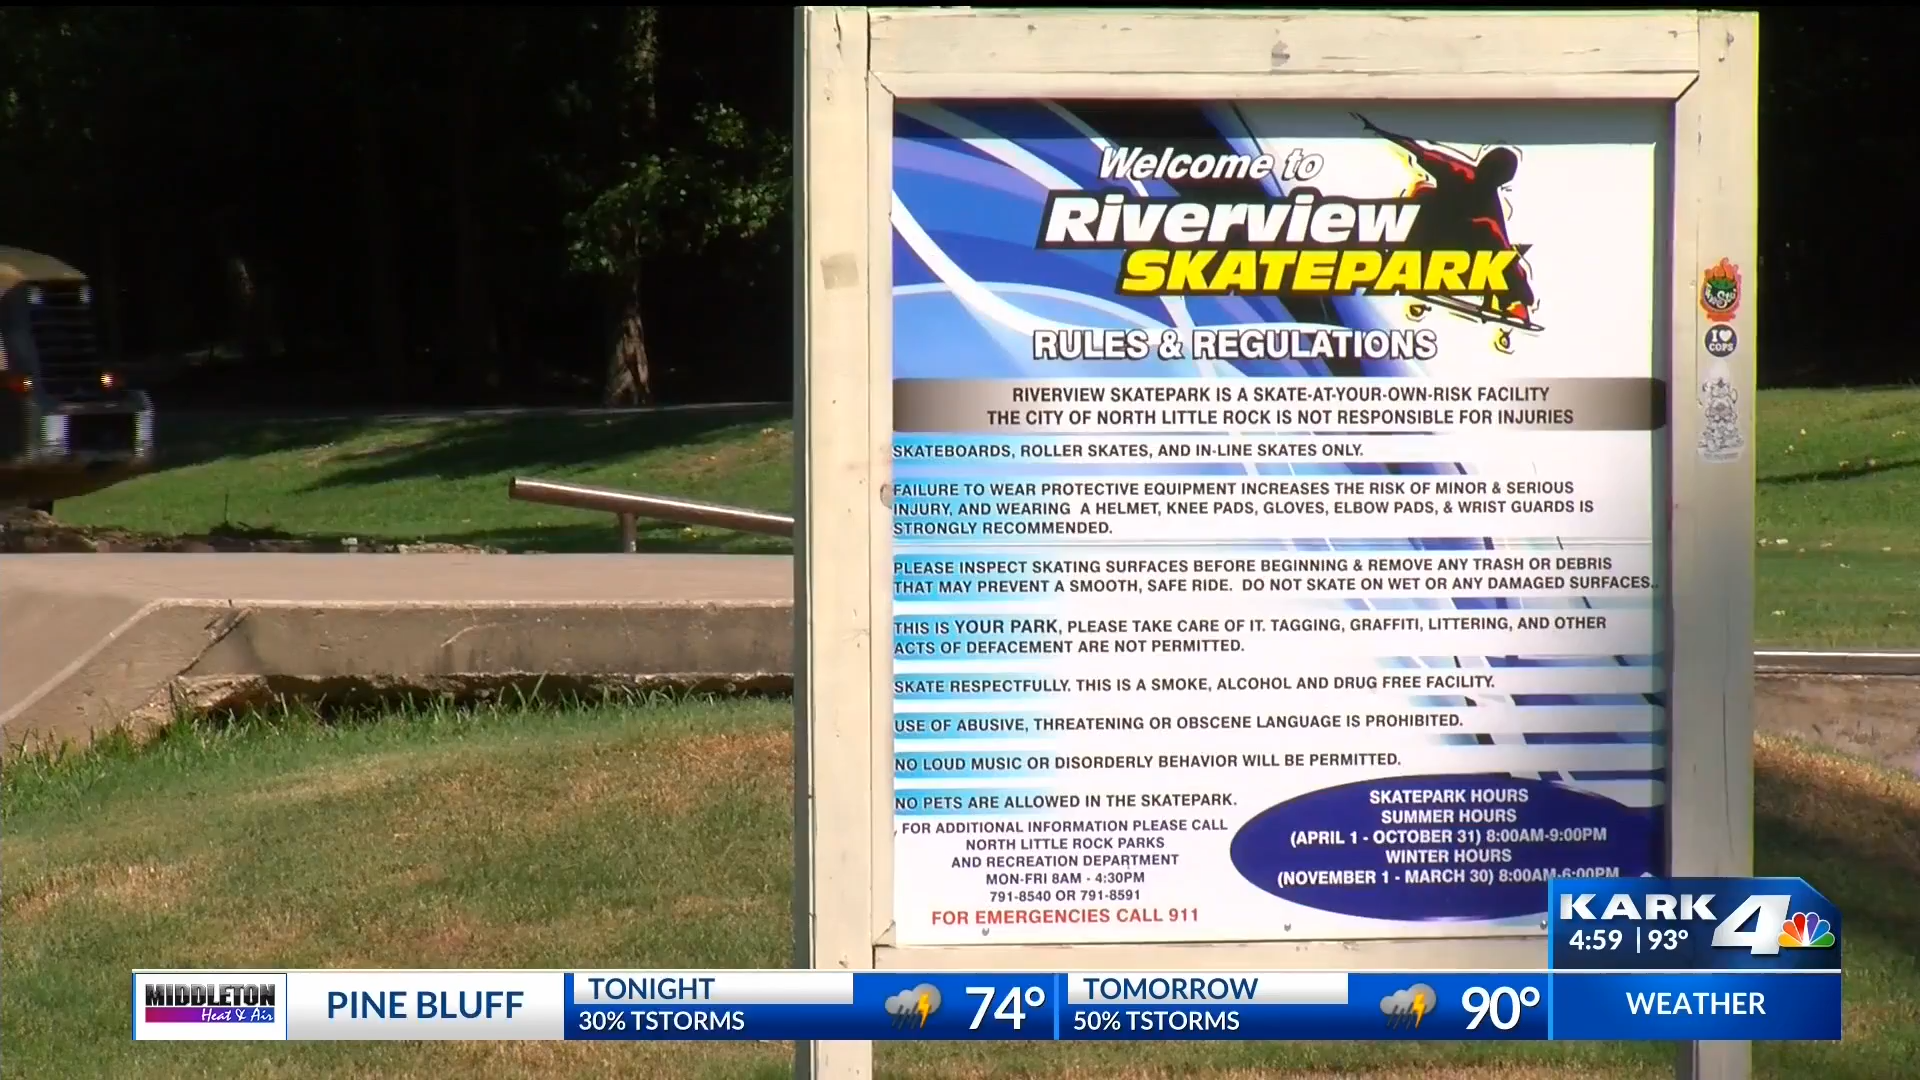 Welcome to
Riverview
SKATEPARK
RULES & REGULATIONS
RIVERVIEW SKATEPARK IS A SKATE-AT-YOUR-OWN-RISK FACILITY
THE CITY OF NORTH LITTLE ROCK IS NOT RESPONSIBLE FOR INJURIES
SKATEBOARDS, ROLLER SKATES, AND IN-LINE SKATES ONLY.
FAILURE TO WEAR PROTECTIVE EQUIPMENT INCREASES THE RISK OF MINOR & SERIOUS
INJURY, AND WEARING A HELMET, KNEE PADS, GLOVES, ELBOW PADS, & WRIST GUARDS IS
STRONGLY RECOMMENDED.
PLEASE INSPECT SKATING SURFACES BEFORE BEGINNING & REMOVE ANY TRASH OR DEBRIS
THAT MAY PREVENT A SMOOTH, SAFE RIDE. DO NOT SKATE ON WET OR ANY DAMAGED SURFACES..
THIS IS YOUR PARK, PLEASE TAKE CARE OF IT. TAGGING, GRAFFITI, LITTERING, AND OTHER
ACTS OF DEFACEMENT ARE NOT PERMITTED.
SKATE RESPECTFULLY. THIS IS A SMOKE, ALCOHOL AND DRUG FREE FACILITY.
USE OF ABUSIVE, THREATENING OR OBSCENE LANGUAGE IS PROHIBITED.
NO LOUD MUSIC OR DISORDERLY BEHAVIOR WILL BE PERMITTED.
NO PETS ARE ALLOWED IN THE SKATEPARK.
FOR ADDITIONAL INFORMATION PLEASE CALL
NORTH LITTLE ROCK PARKS
AND RECREATION DEPARTMENT
MON-FRI 8AM - 4:30PM
791-8540 OR 791-8591
FOR EMERGENCIES CALL 911
SKATEPARK HOURS
SUMMER HOURS
(APRIL 1 - OCTOBER 31) 8:00AM-9:00PM
WINTER HOURS
(NOVEMBER 1 - MARCH 30) 8:00AM-6:00PM
I ♥
COPS
KARK 4
4:59 | 93°
MIDDLETON
Heat & Air
PINE BLUFF
TONIGHT
30% TSTORMS
74°
TOMORROW
50% TSTORMS
90°
WEATHER